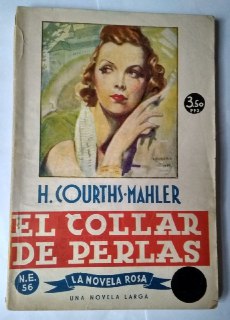 3.50
PTS
H. COURTHS-MAHLER
EL COLLAR
DE PERLAS
N.E.
56
LA NOVELA ROSA
UNA NOVELA LARGA